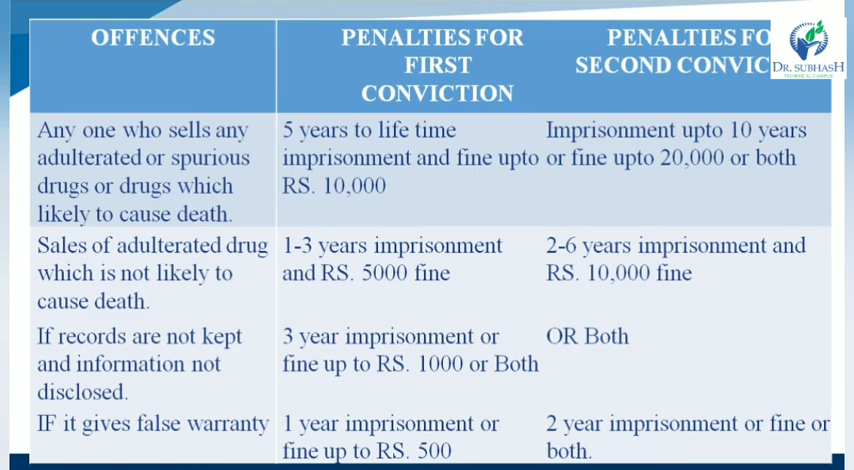 OFFENCES
PENALTIES FOR
FIRST
CONVICTION
PENALTIES FO
SECOND CONVIC
DR. SUBHASH
TECHNICAL CAMPUS
Any one who sells any
adulterated or spurious
drugs or drugs which
likely to cause death.
5 years to life time
imprisonment and fine upto
RS. 10,000
Imprisonment upto 10 years
or fine upto 20,000 or both
Sales of adulterated drug
which is not likely to
cause death.
1-3 years imprisonment
and RS. 5000 fine
2-6 years imprisonment and
RS. 10,000 fine
If records are not kept
and information not
disclosed.
3 year imprisonment or
fine up to RS. 1000 or Both
OR Both
IF it gives false warranty
1 year imprisonment or
fine up to RS. 500
2 year imprisonment or fine or
both.